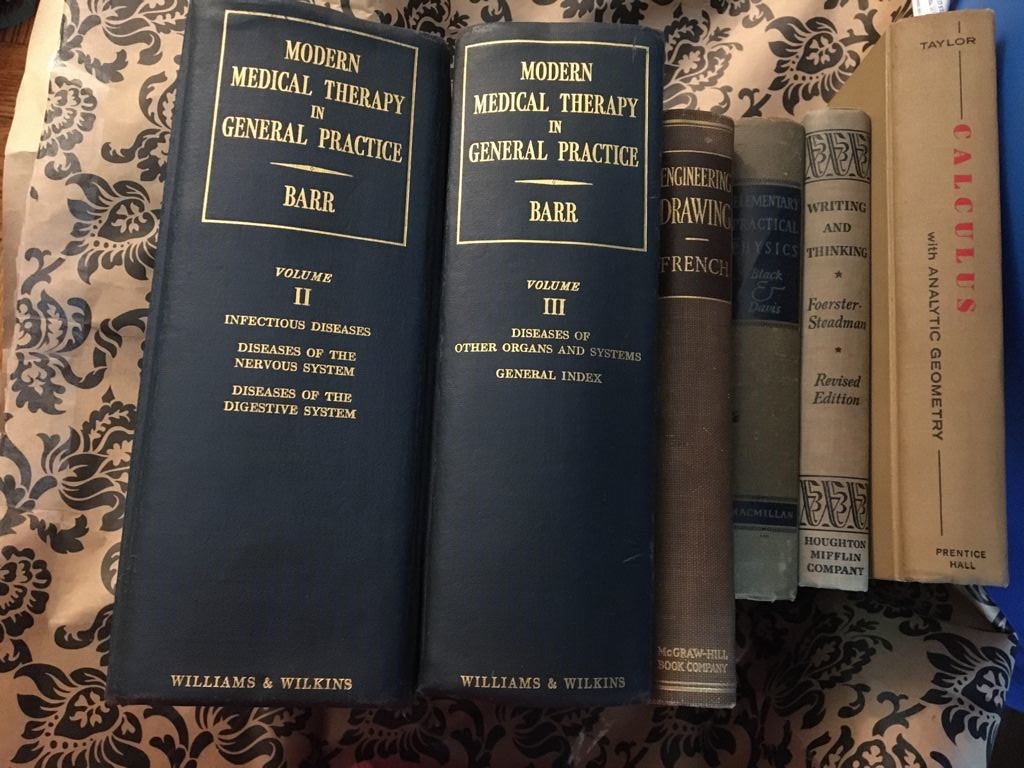 MODERN
MEDICAL THERAPY
IN
GENERAL PRACTICE
BARR
VOLUME
II
INFECTIOUS DISEASES
DISEASES OF THE
NERVOUS SYSTEM
DISEASES OF THE
DIGESTIVE SYSTEM
WILLIAMS & WILKINS
MODERN
MEDICAL THERAPY
IN
GENERAL PRACTICE
BARR
VOLUME
III
DISEASES OF
OTHER ORGANS AND SYSTEMS
GENERAL INDEX
WILLIAMS & WILKINS
ENGINEERING
DRAWING
FRENCH
McGRAW-HILL
BOOK COMPANY
ELEMENTARY
PRACTICAL
PHYSICS
Black
&
Davis
MACMILLAN
WRITING
AND
THINKING
Foerster-
Steadman
Revised
Edition
HOUGHTON
MIFFLIN
COMPANY
TAYLOR
CALCULUS
with ANALYTIC GEOMETRY
PRENTICE
HALL